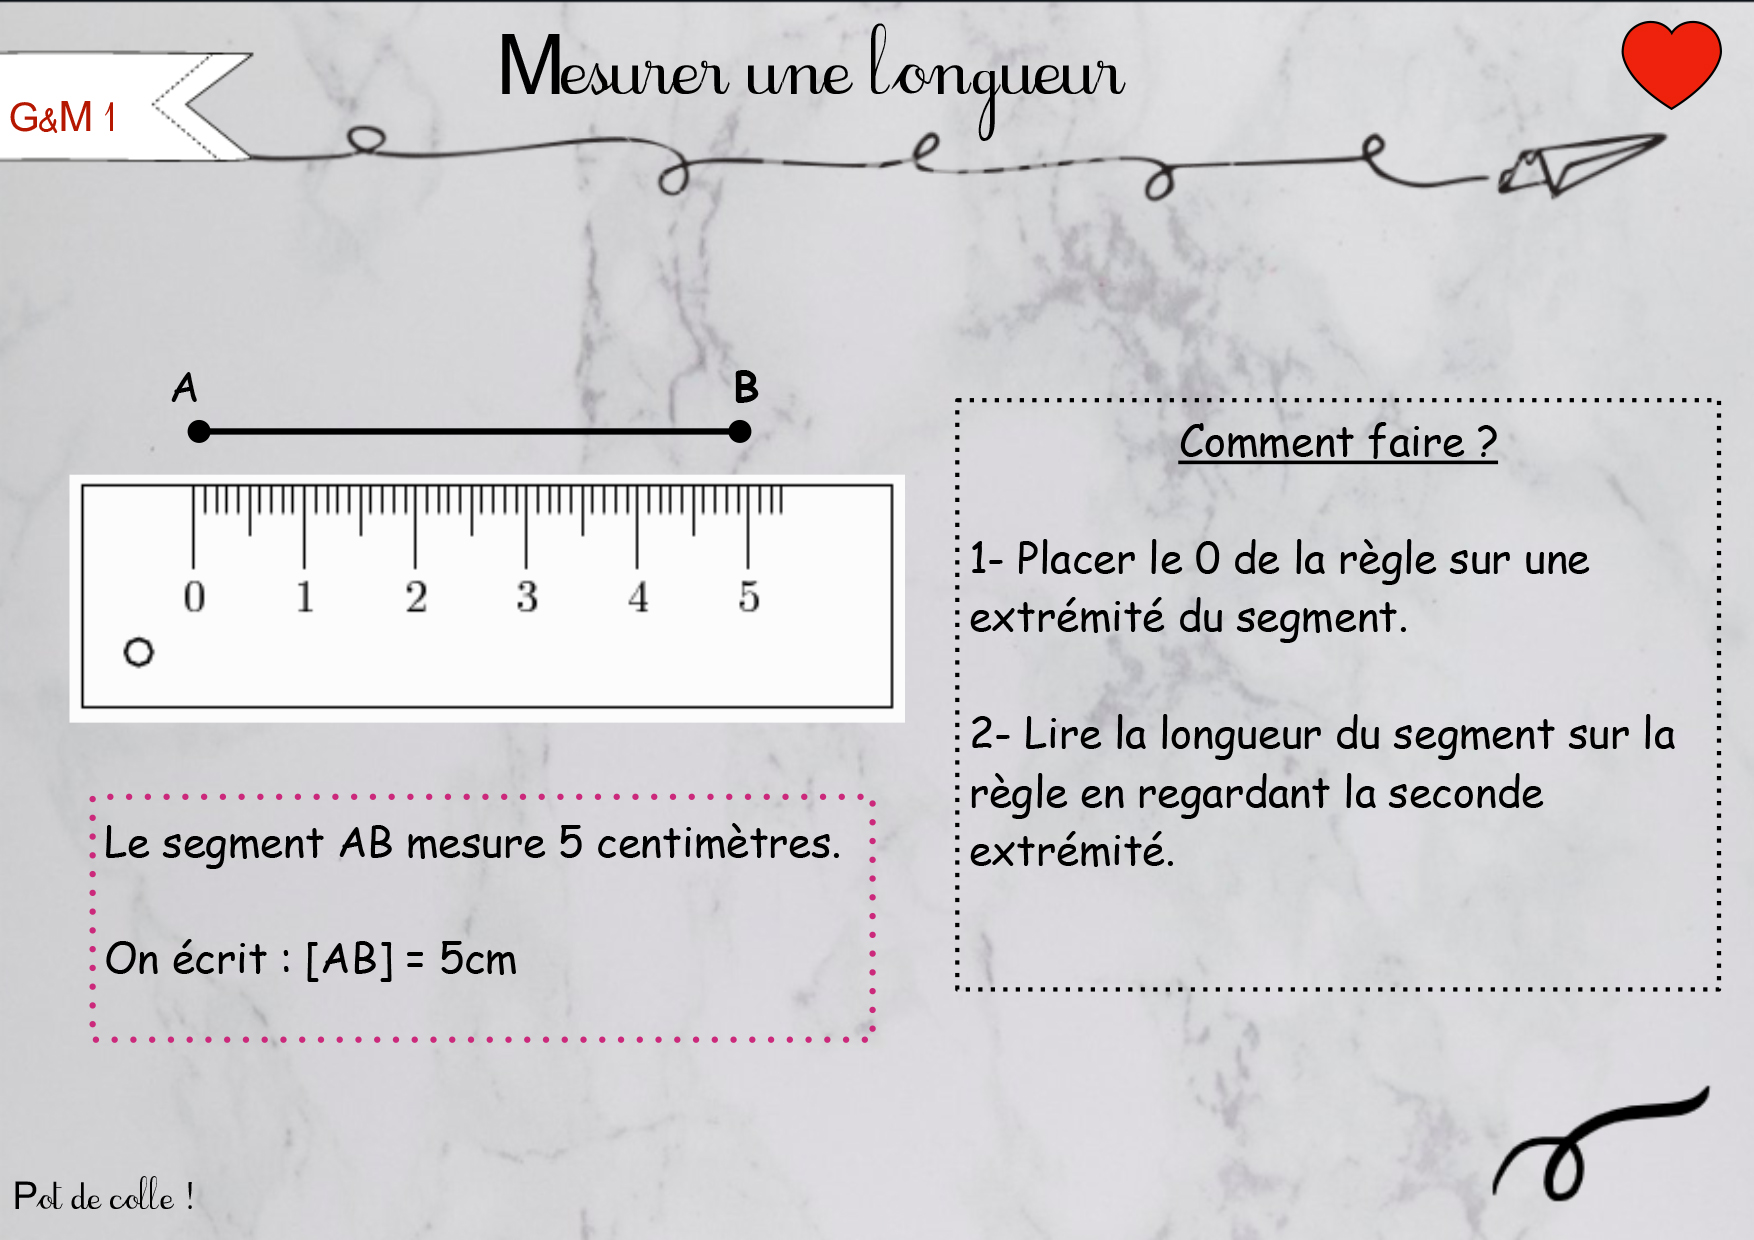 Mesurer une longueur
G&M 1
A B
0 1 2 3 4 5
Le segment AB mesure 5 centimètres.
On écrit : [AB] = 5cm
Comment faire ?
1- Placer le 0 de la règle sur une
extrémité du segment.
2- Lire la longueur du segment sur la
règle en regardant la seconde
extrémité.
Pot de colle !